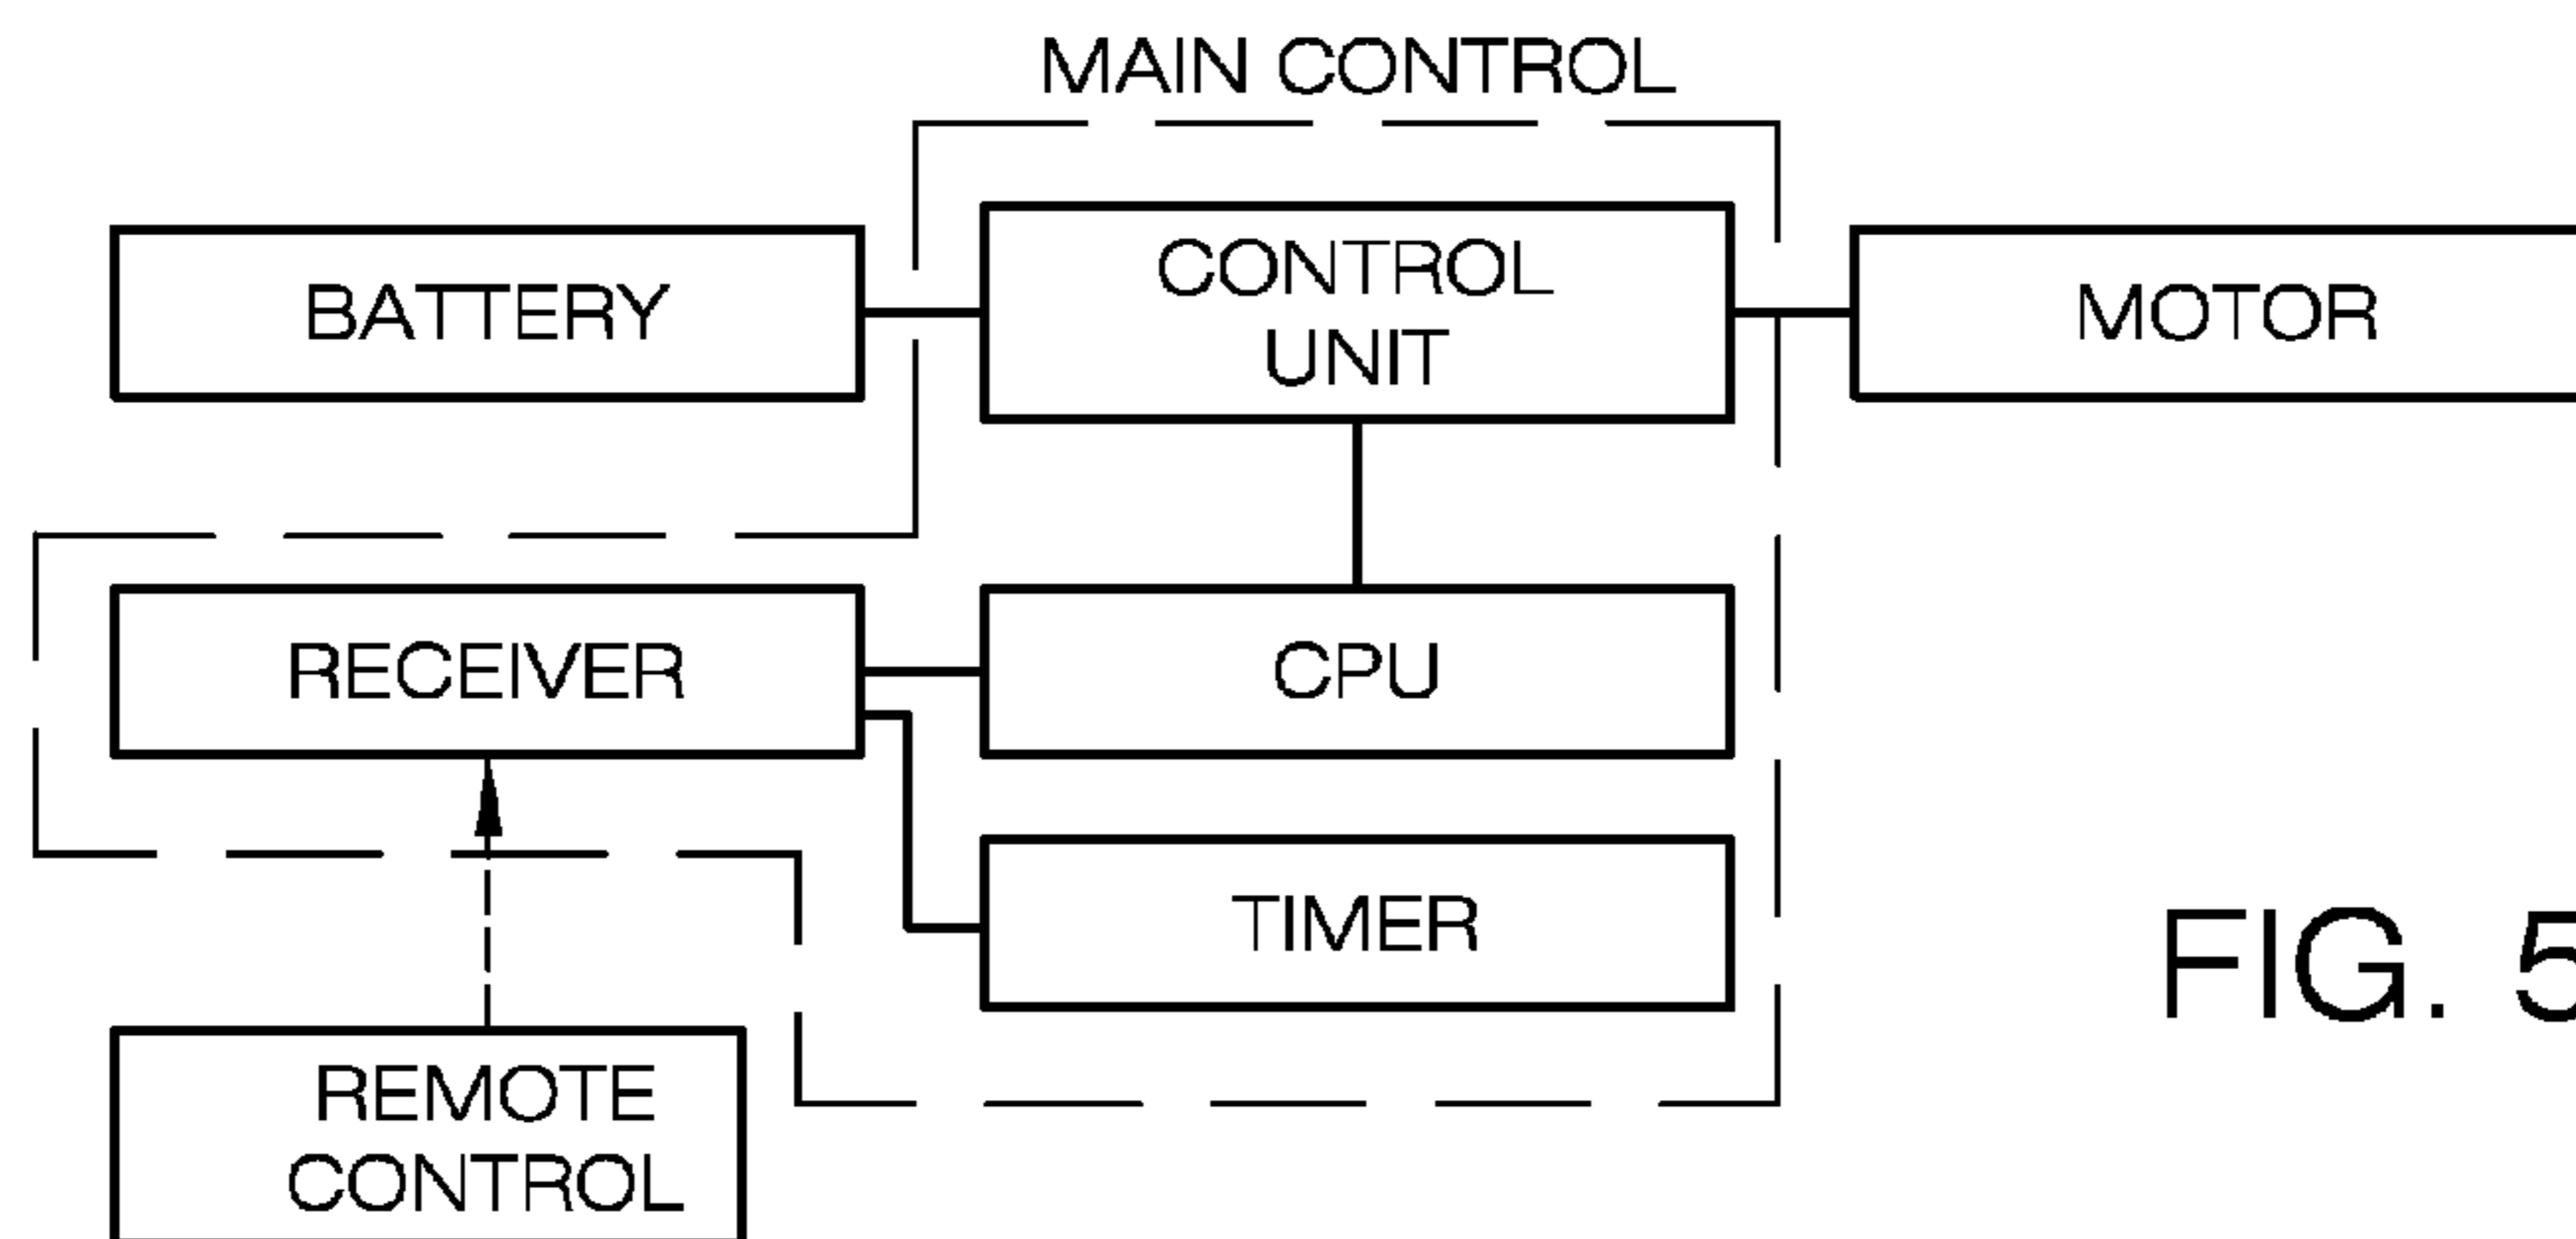 MAIN CONTROL
BATTERY
CONTROL
UNIT
MOTOR
RECEIVER
CPU
TIMER
FIG. 5
REMOTE
CONTROL